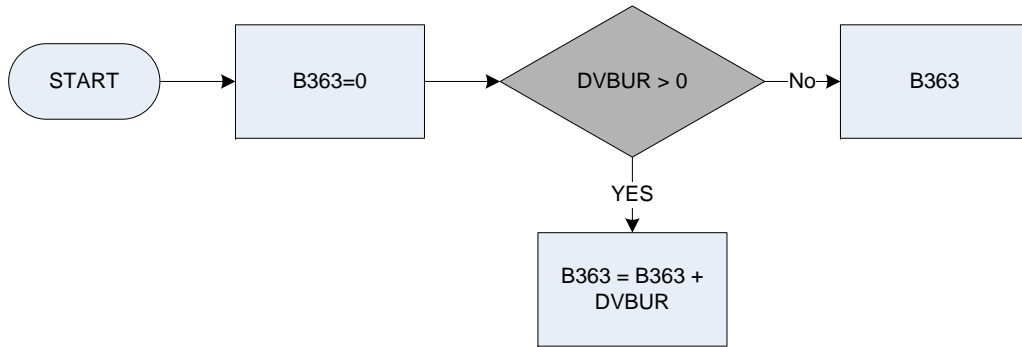 START
B363=0
DVBUR > 0
No
B363
YES
B363 = B363 +
DVBUR